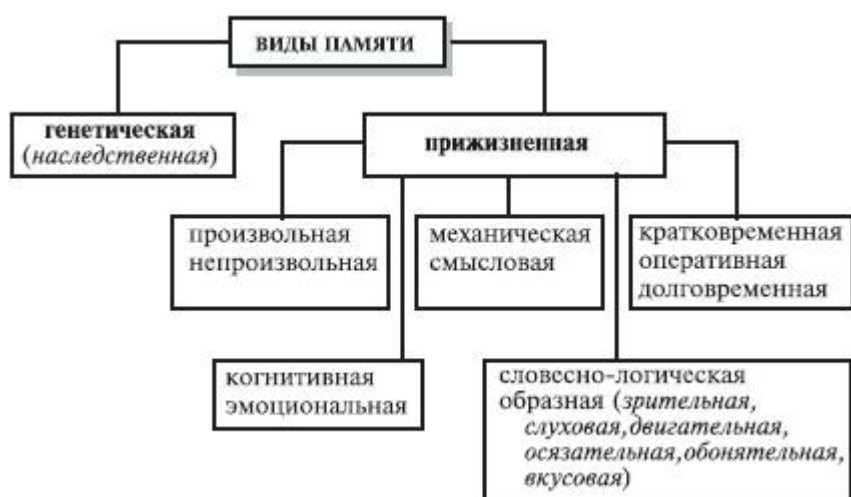 ВИДЫ ПАМЯТИ
генетическая
(наследственная)
прижизненная
произвольная
непроизвольная
механическая
смысловая
кратковременная
оперативная
долговременная
когнитивная
эмоциональная
словесно-логическая
образная (зрительная,
слуховая,двигательная,
осязательная,обонятельная,
вкусовая)